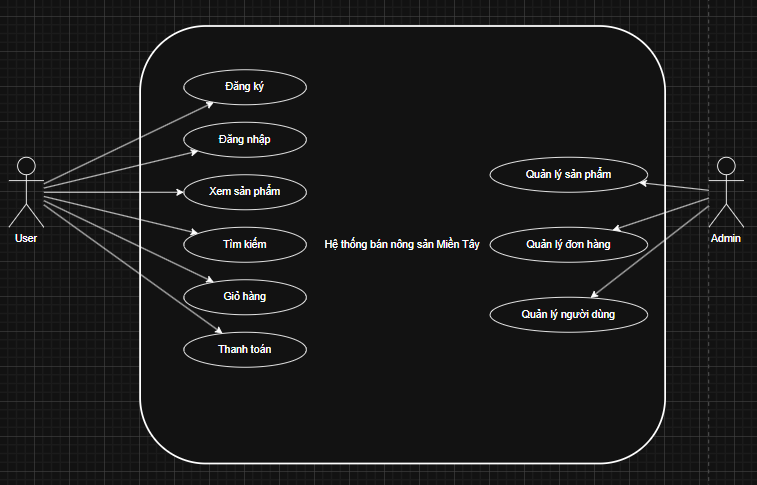 Đăng ký
Đăng nhập
Xem sản phẩm
Tìm kiếm
Giỏ hàng
Thanh toán
User
Hệ thống bán nông sản Miền Tây
Quản lý sản phẩm
Quản lý đơn hàng
Quản lý người dùng
Admin